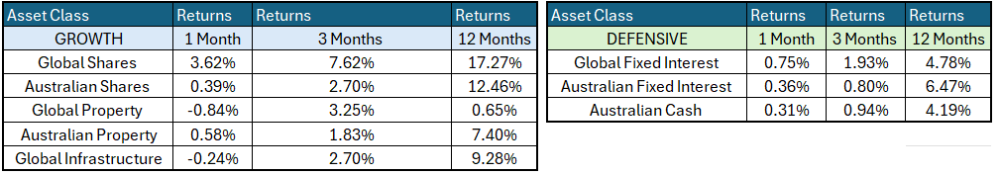 Asset Class Returns Returns Returns
GROWTH 1 Month 3 Months 12 Months
Global Shares 3.62% 7.62% 17.27%
Australian Shares 0.39% 2.70% 12.46%
Global Property -0.84% 3.25% 0.65%
Australian Property 0.58% 1.83% 7.40%
Global Infrastructure -0.24% 2.70% 9.28%
Asset Class Returns Returns Returns
DEFENSIVE 1 Month 3 Months 12 Months
Global Fixed Interest 0.75% 1.93% 4.78%
Australian Fixed Interest 0.36% 0.80% 6.47%
Australian Cash 0.31% 0.94% 4.19%